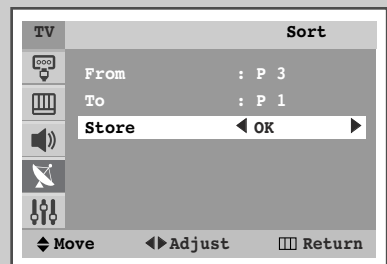 TV Sort
From : P 3
To : P 1
Store OK
Move Adjust Return